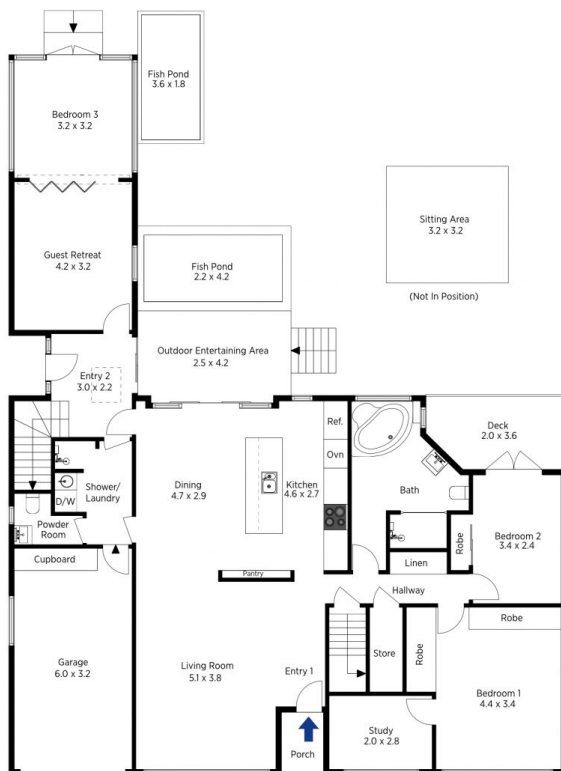 Fish Pond
3.6 x 1.8
Bedroom 3
3.2 x 3.2
Sitting Area
3.2 x 3.2
(Not In Position)
Guest Retreat
4.2 x 3.2
Fish Pond
2.2 x 4.2
Outdoor Entertaining Area
2.5 x 4.2
Entry 2
3.0 x 2.2
Deck
2.0 x 3.6
Ref.
Ovn
Dining
4.7 x 2.9
Kitchen
4.6 x 2.7
Bath
Shower/
Laundry
D/W
Powder
Room
Bedroom 2
3.4 x 2.4
Robe
Linen
Cupboard
Pantry
Hallway
Robe
Garage
6.0 x 3.2
Living Room
5.1 x 3.8
Entry 1
Store
Robe
Bedroom 1
4.4 x 3.4
Study
2.0 x 2.8
Porch